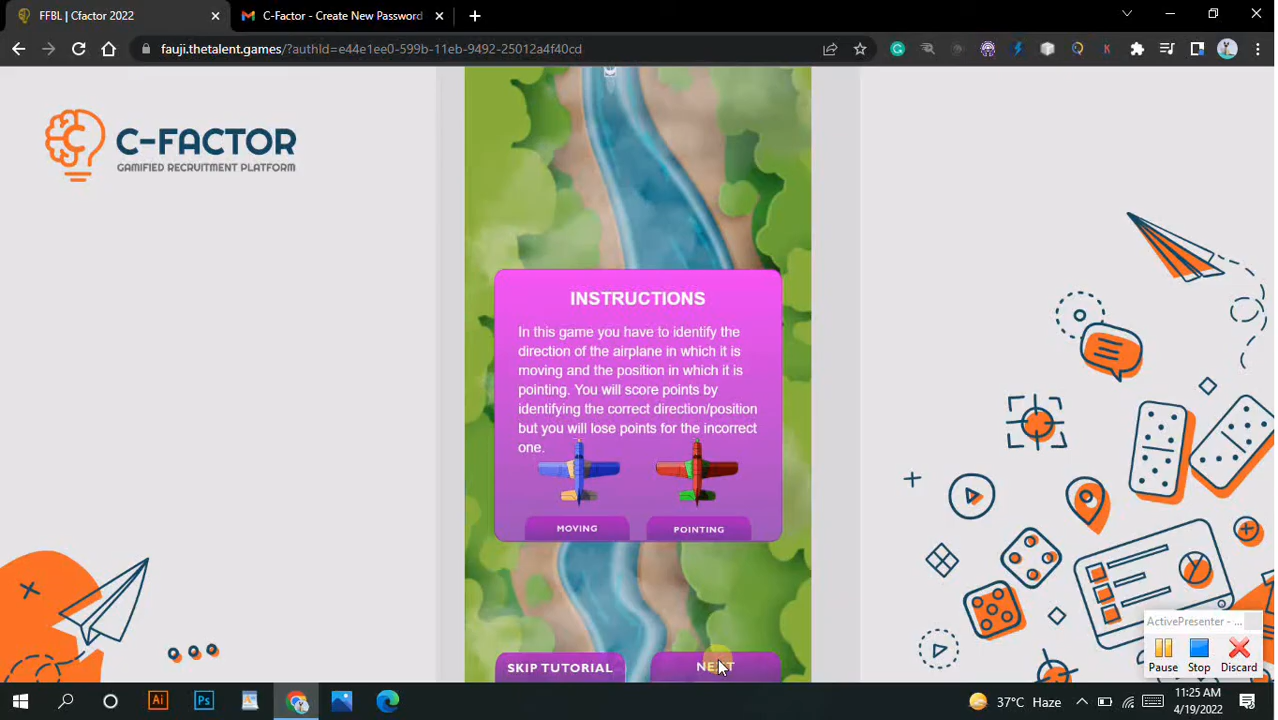 FFBL | Cfactor 2022
C-Factor - Create New Password
fauji.thetalent.games/?authId=e44e1ee0-599b-11eb-9492-25012a4f40cd
C-FACTOR
GAMIFIED RECRUITMENT PLATFORM
INSTRUCTIONS
In this game you have to identify the
direction of the airplane in which it is
moving and the position in which it is
pointing. You will score points by
identifying the correct direction/position
but you will lose points for the incorrect
one.
MOVING
POINTING
SKIP TUTORIAL
NEXT
ActivePresenter - ...
Pause
Stop
Discard
Ai
Ps
37°C Haze
11:25 AM
4/19/2022